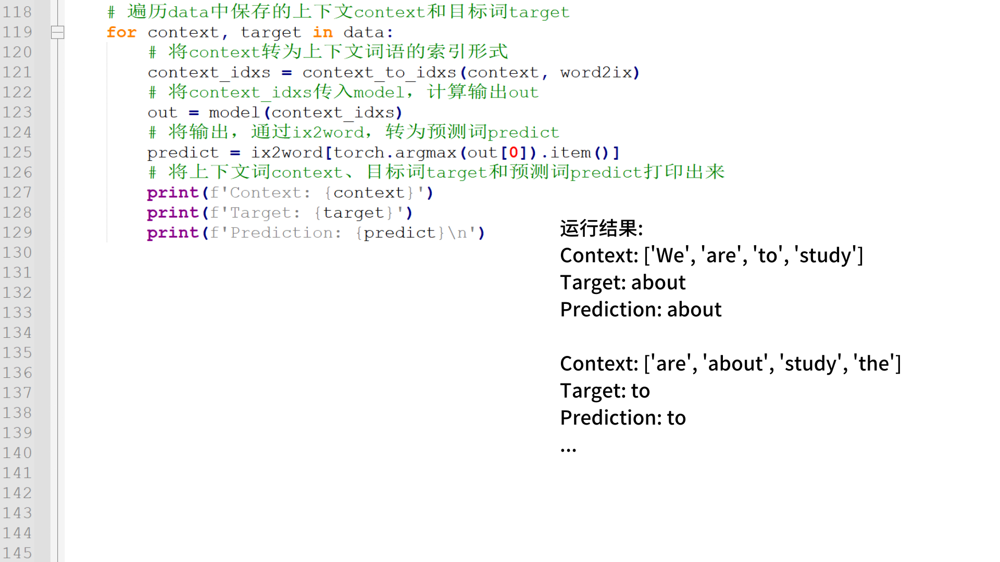 118 # 遍历data中保存的上下文context和目标词target
119 for context, target in data:
120 # 将context转为上下文词语的索引形式
121 context_idxs = context_to_idxs(context, word2ix)
122 # 将context_idxs传入model，计算输出out
123 out = model(context_idxs)
124 # 将输出，通过ix2word，转为预测词predict
125 predict = ix2word[torch.argmax(out[0]).item()]
126 # 将上下文词context、目标词target和预测词predict打印出来
127 print(f'Context: {context}')
128 print(f'Target: {target}')
129 print(f'Prediction: {predict}\n')
130
131
132
133
134
135
136
137
138
139
140
141
142
143
144
145
运行结果:
Context: ['We', 'are', 'to', 'study']
Target: about
Prediction: about
Context: ['are', 'about', 'study', 'the']
Target: to
Prediction: to
...